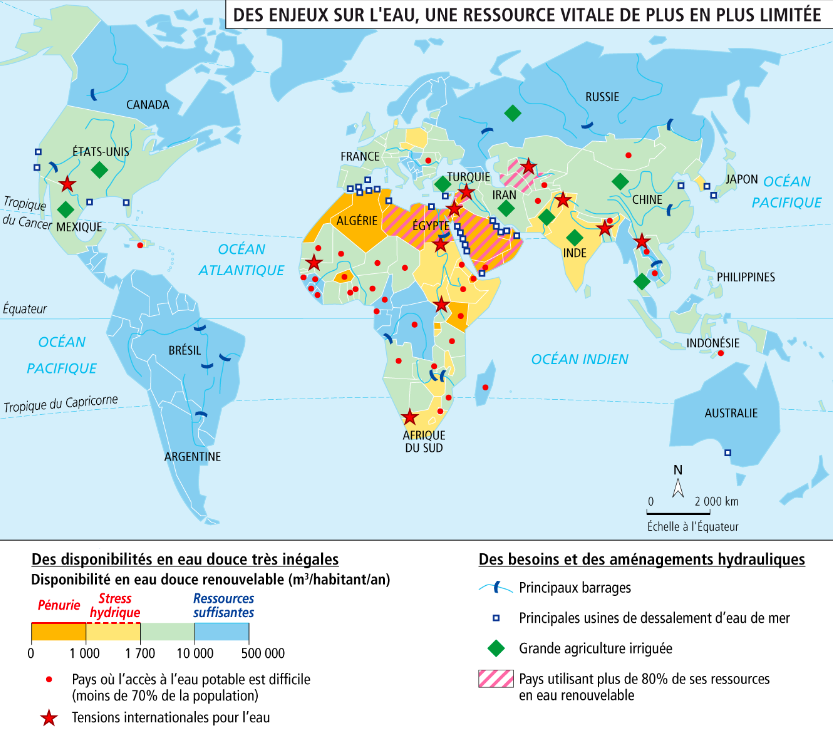 DES ENJEUX SUR L'EAU, UNE RESSOURCE VITALE DE PLUS EN PLUS LIMITÉE
CANADA
RUSSIE
ÉTATS-UNIS
FRANCE
TURQUIE
IRAN
CHINE
JAPON
OCÉAN
PACIFIQUE
Tropique
du Cancer
MEXIQUE
ALGÉRIE
ÉGYPTE
INDE
OCÉAN
ATLANTIQUE
PHILIPPINES
Équateur
OCÉAN
PACIFIQUE
BRÉSIL
OCÉAN INDIEN
INDONÉSIE
Tropique du Capricorne
AUSTRALIE
ARGENTINE
AFRIQUE
DU SUD
N
0 2 000 km
Échelle à l'Équateur
Des disponibilités en eau douce très inégales
Disponibilité en eau douce renouvelable (m³/habitant/an)
Pénurie
Stress
hydrique
Ressources
suffisantes
0 1 000 1 700 10 000 500 000
Pays où l'accès à l'eau potable est difficile
(moins de 70% de la population)
Tensions internationales pour l'eau
Des besoins et des aménagements hydrauliques
Principaux barrages
Principales usines de dessalement d'eau de mer
Grande agriculture irriguée
Pays utilisant plus de 80% de ses ressources
en eau renouvelable